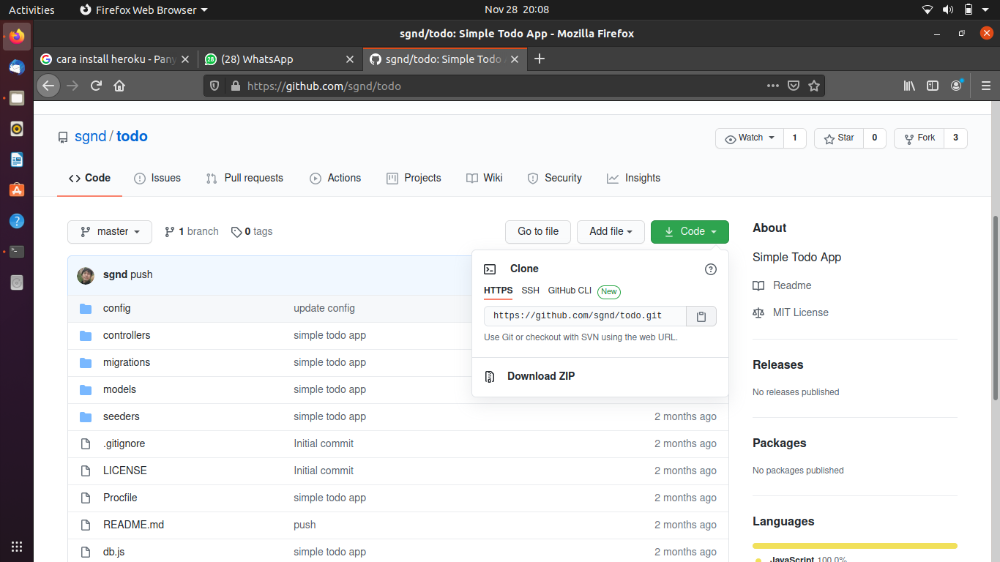 Activities Firefox Web Browser Nov 28 20:08
sgnd/todo: Simple Todo App - Mozilla Firefox
cara install heroku - Pany 28 (28) WhatsApp sgnd/todo: Simple Todo A
https://github.com/sgnd/todo
sgnd / todo Watch 1 Star 0 Fork 3
Code Issues Pull requests Actions Projects Wiki Security Insights
master 1 branch 0 tags Go to file Add file Code
sgnd push
config update config
controllers simple todo app
migrations simple todo app
models simple todo app
seeders simple todo app 2 months ago
.gitignore Initial commit 2 months ago
LICENSE Initial commit 2 months ago
Procfile simple todo app 2 months ago
README.md push 2 months ago
db.js simple todo app 2 months ago
Clone
HTTPS SSH GitHub CLI New
https://github.com/sgnd/todo.git
Use Git or checkout with SVN using the web URL.
Download ZIP
About
Simple Todo App
Readme
MIT License
Releases
No releases published
Packages
No packages published
Languages
JavaScript 100.0%